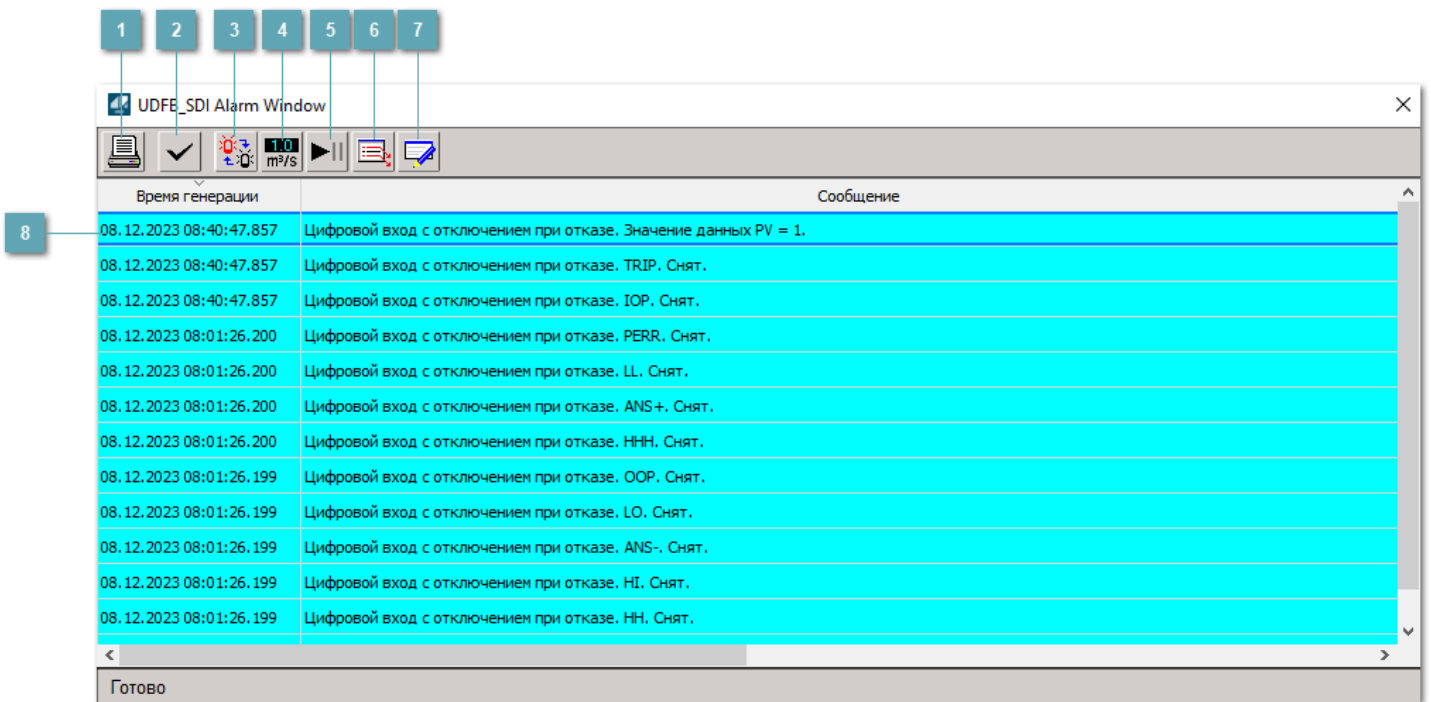 1 2 3 4 5 6 7
UDFB_SDI Alarm Window
1.0
m³/s
Время генерации Сообщение
8
08.12.2023 08:40:47.857 Цифровой вход с отключением при отказе. Значение данных PV = 1.
08.12.2023 08:40:47.857 Цифровой вход с отключением при отказе. TRIP. Снят.
08.12.2023 08:40:47.857 Цифровой вход с отключением при отказе. IOP. Снят.
08.12.2023 08:01:26.200 Цифровой вход с отключением при отказе. PERR. Снят.
08.12.2023 08:01:26.200 Цифровой вход с отключением при отказе. LL. Снят.
08.12.2023 08:01:26.200 Цифровой вход с отключением при отказе. ANS+. Снят.
08.12.2023 08:01:26.200 Цифровой вход с отключением при отказе. HHH. Снят.
08.12.2023 08:01:26.199 Цифровой вход с отключением при отказе. OOP. Снят.
08.12.2023 08:01:26.199 Цифровой вход с отключением при отказе. LO. Снят.
08.12.2023 08:01:26.199 Цифровой вход с отключением при отказе. ANS-. Снят.
08.12.2023 08:01:26.199 Цифровой вход с отключением при отказе. HI. Снят.
08.12.2023 08:01:26.199 Цифровой вход с отключением при отказе. HH. Снят.
Готово